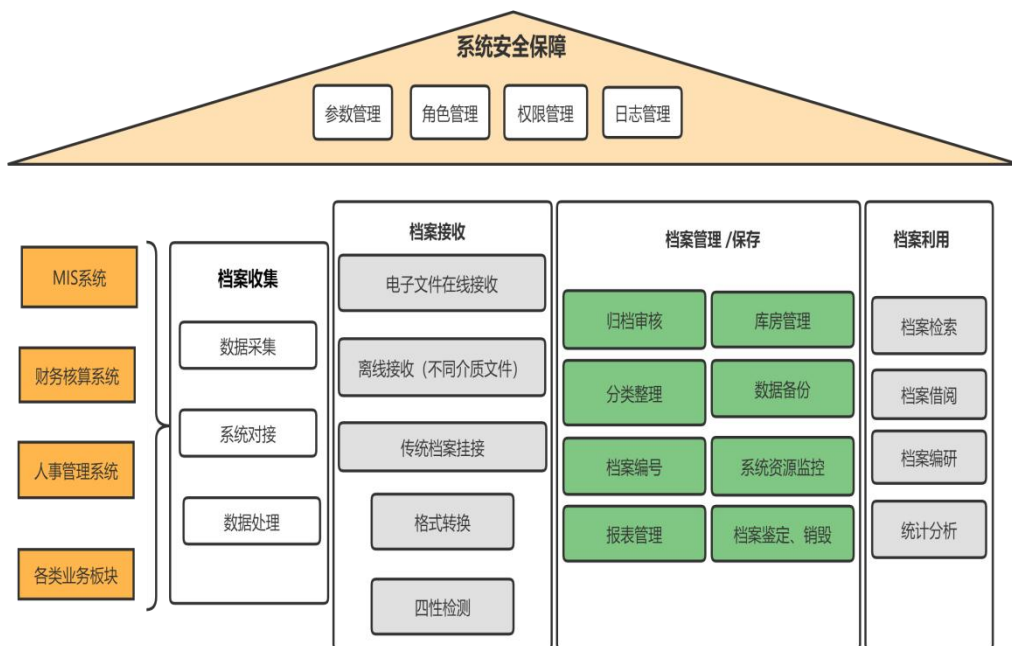 系统安全保障
参数管理
角色管理
权限管理
日志管理
MIS系统
财务核算系统
人事管理系统
各类业务板块
档案收集
数据采集
系统对接
数据处理
档案接收
电子文件在线接收
离线接收（不同介质文件）
传统档案挂接
格式转换
四性检测
档案管理 /保存
归档审核
库房管理
分类整理
数据备份
档案编号
系统资源监控
报表管理
档案鉴定、销毁
档案利用
档案检索
档案借阅
档案编研
统计分析